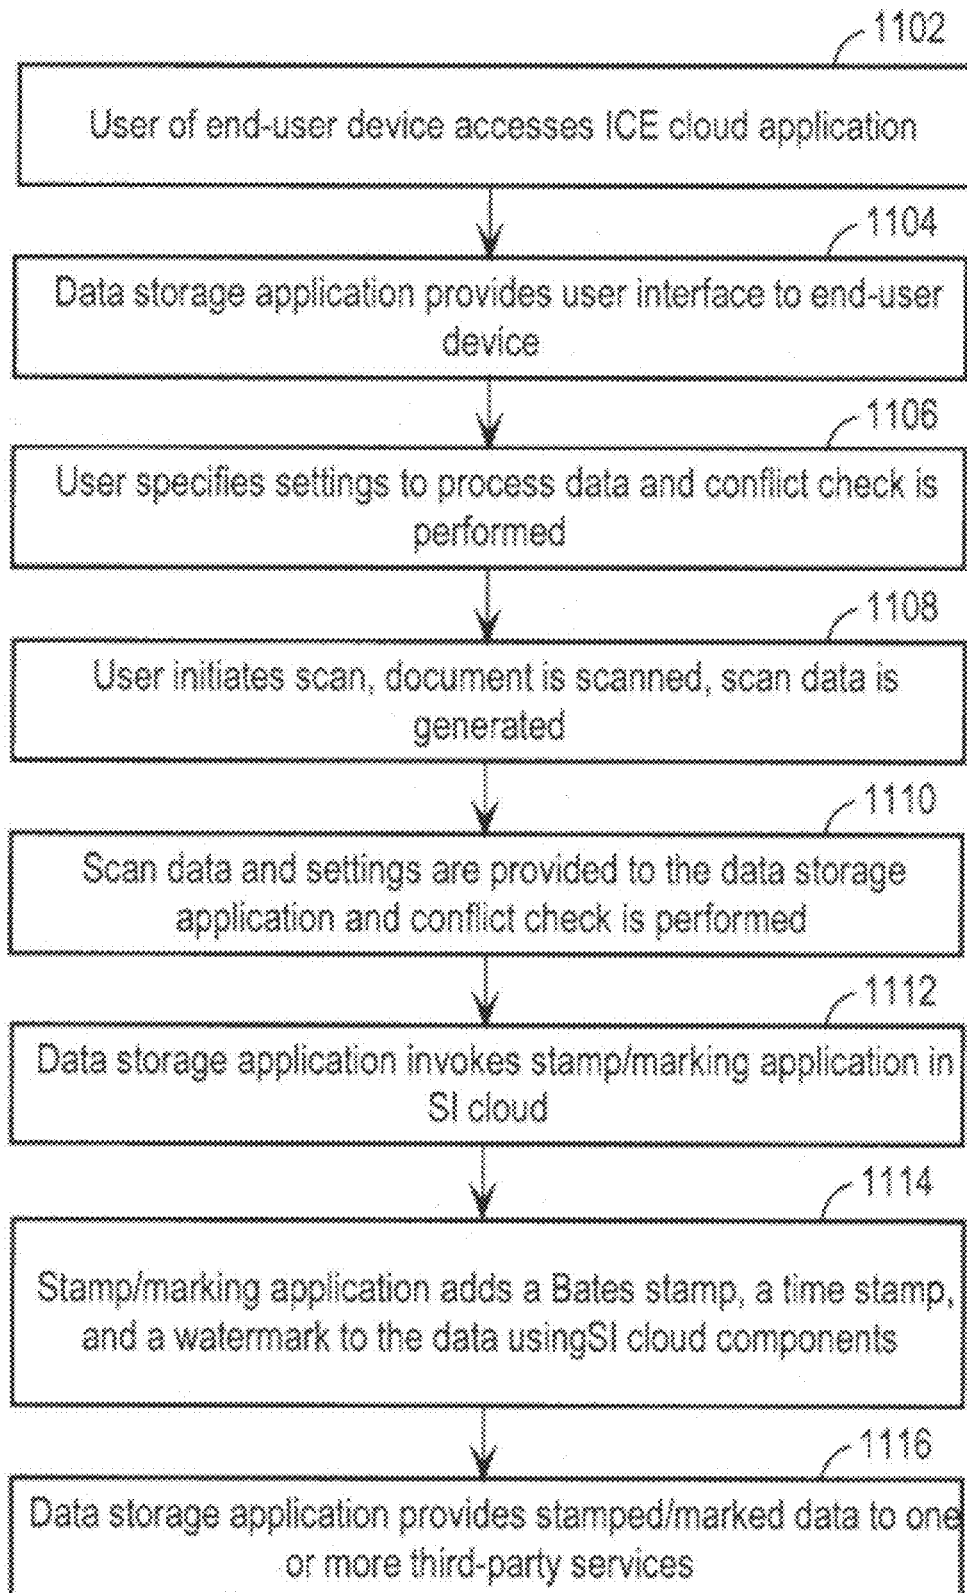 1102
User of end-user device accesses ICE cloud application
1104
Data storage application provides user interface to end-user
device
1106
User specifies settings to process data and conflict check is
performed
1108
User initiates scan, document is scanned, scan data is
generated
1110
Scan data and settings are provided to the data storage
application and conflict check is performed
1112
Data storage application invokes stamp/marking application in
SI cloud
1114
Stamp/marking application adds a Bates stamp, a time stamp,
and a watermark to the data usingSI cloud components
1116
Data storage application provides stamped/marked data to one
or more third-party services